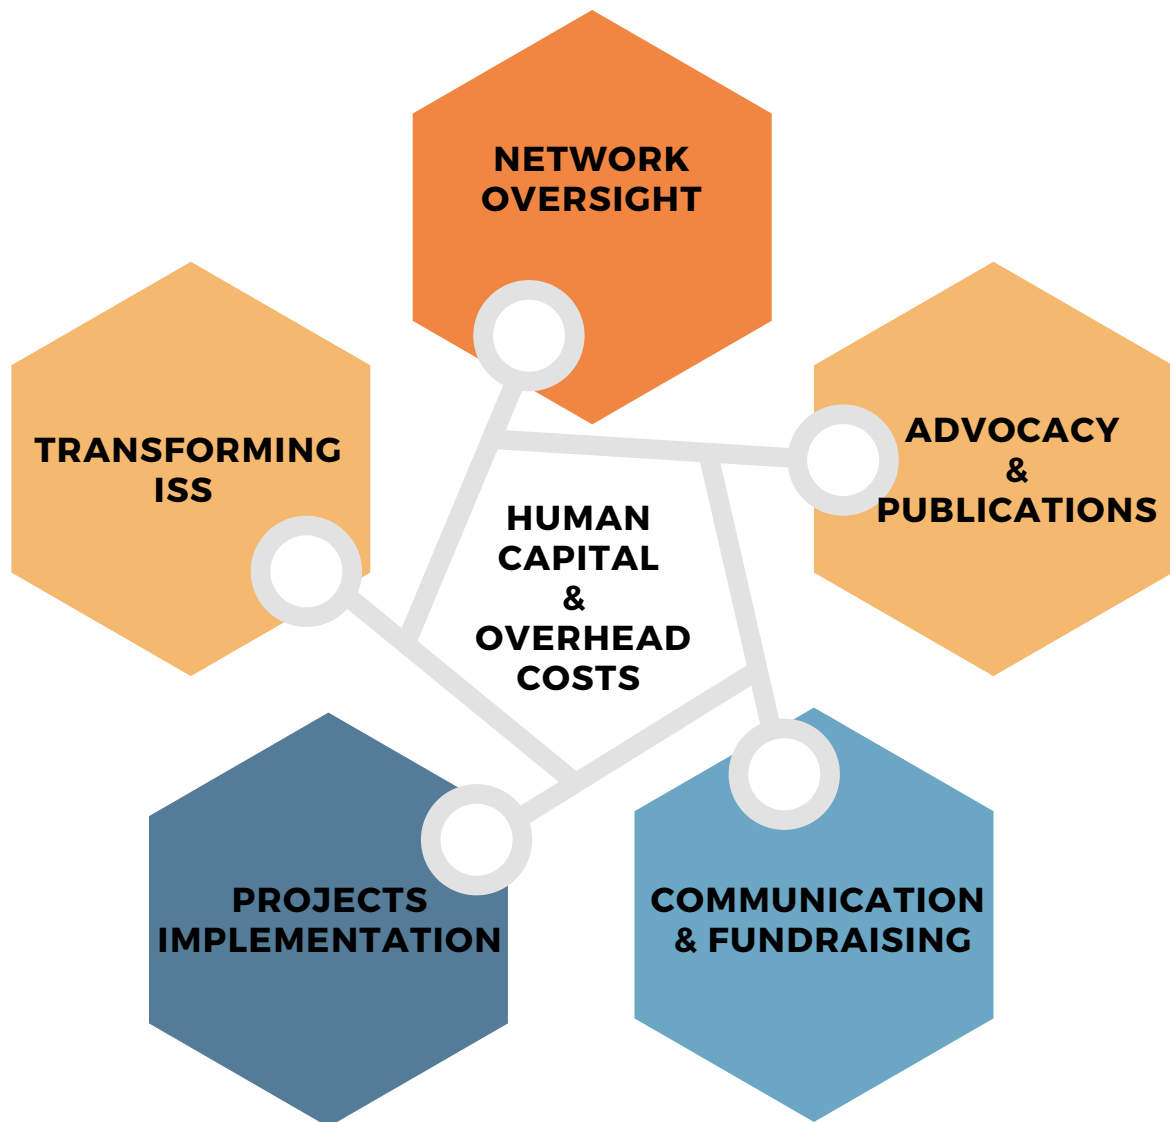 NETWORK
OVERSIGHT
TRANSFORMING
ISS
ADVOCACY
&
PUBLICATIONS
HUMAN
CAPITAL
&
OVERHEAD
COSTS
PROJECTS
IMPLEMENTATION
COMMUNICATION
& FUNDRAISING